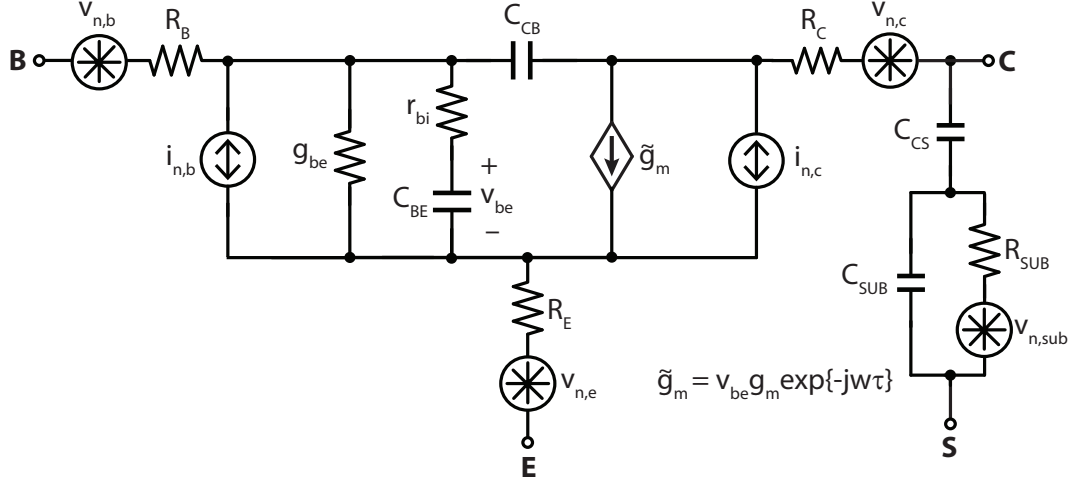 v_n,b
R_B
B
C_CB
R_C
v_n,c
C
i_n,b
g_be
r_bi
C_BE
+
v_be
−
g̃_m
i_n,c
C_CS
C_SUB
R_SUB
v_n,sub
S
R_E
v_n,e
E
g̃_m = v_be g_m exp{-jwτ}